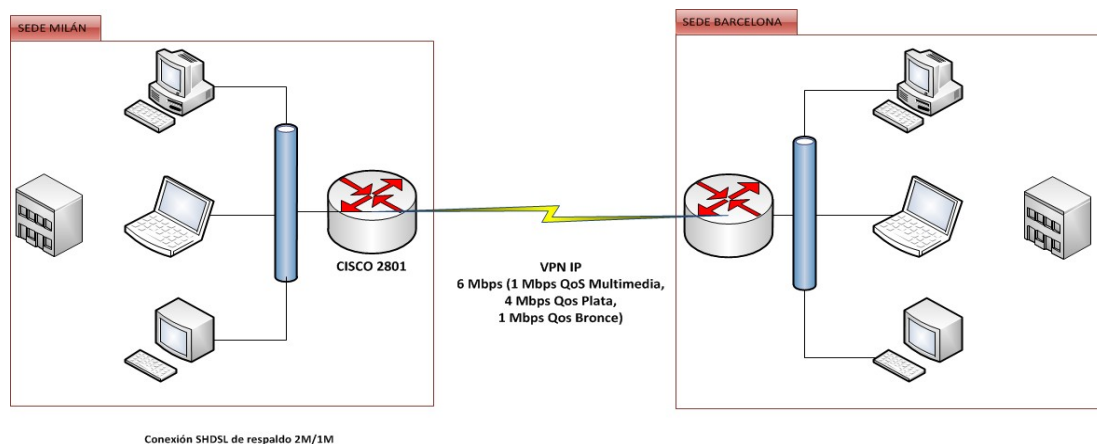 SEDE MILÁN
SEDE BARCELONA
CISCO 2801
VPN IP
6 Mbps (1 Mbps QoS Multimedia,
4 Mbps Qos Plata,
1 Mbps Qos Bronce)
Conexión SHDSL de respaldo 2M/1M